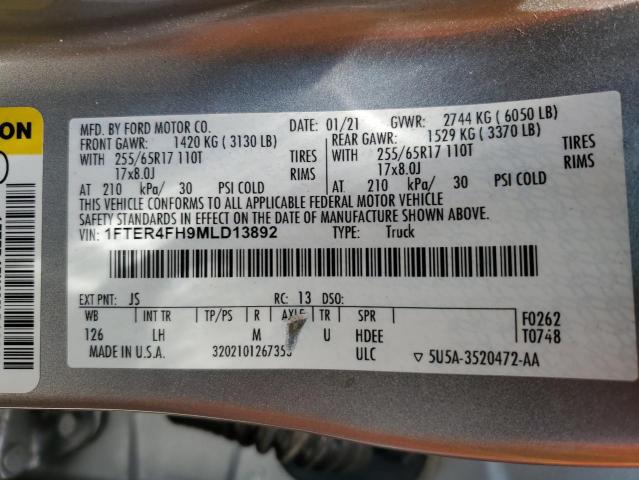 ON
MFD. BY FORD MOTOR CO. DATE: 01/21 GVWR: 2744 KG ( 6050 LB)
FRONT GAWR: 1420 KG ( 3130 LB) REAR GAWR: 1529 KG ( 3370 LB)
WITH 255/65R17 110T TIRES WITH 255/65R17 110T TIRES
17x8.0J RIMS 17x8.0J RIMS
AT 210 kPa/ 30 PSI COLD AT 210 kPa/ 30 PSI COLD
THIS VEHICLE CONFORMS TO ALL APPLICABLE FEDERAL MOTOR VEHICLE
SAFETY STANDARDS IN EFFECT ON THE DATE OF MANUFACTURE SHOWN ABOVE.
VIN: 1FTER4FH9MLD13892 TYPE: Truck
EXT PNT: JS RC: 13 DSO:
WB INT TR TP/PS R AXLE TR SPR F0262
126 LH M U HDEE T0748
MADE IN U.S.A. 320210126735 ULC ▽ 5U5A-3520472-AA